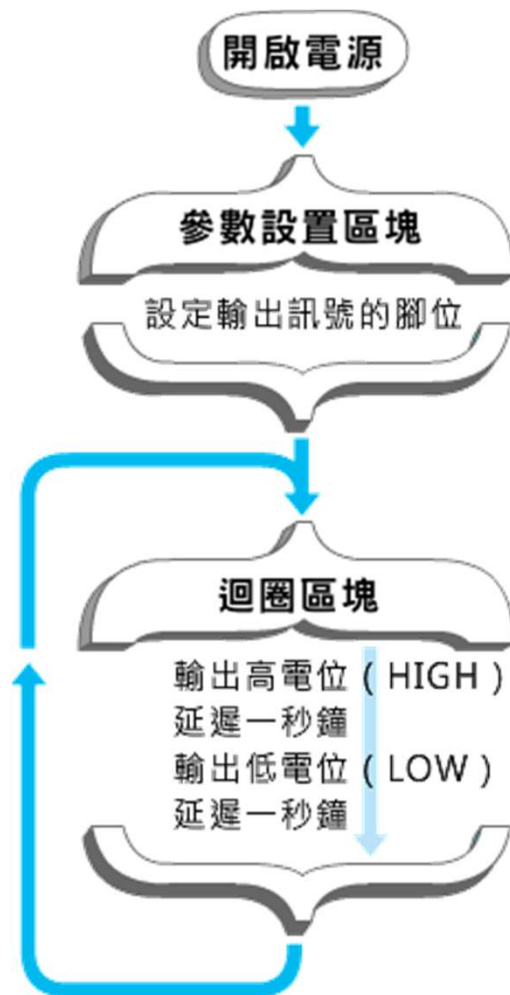 開啟電源
參數設置區塊
設定輸出訊號的腳位
迴圈區塊
輸出高電位 ( HIGH )
延遲一秒鐘
輸出低電位 ( LOW )
延遲一秒鐘